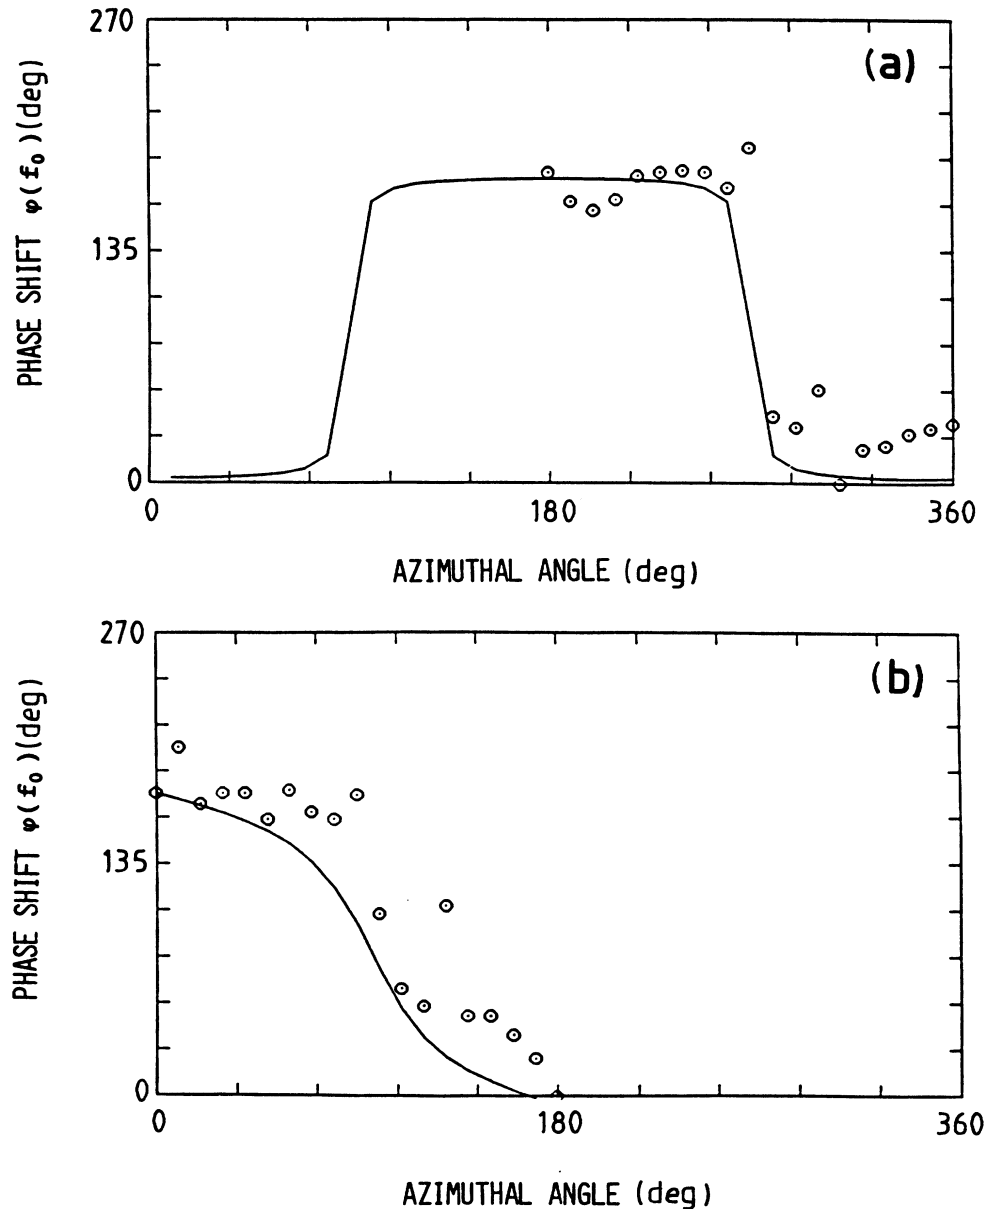 270
(a)
PHASE SHIFT φ(f₀)(deg)
135
0
0 180 360
AZIMUTHAL ANGLE (deg)
270
(b)
PHASE SHIFT φ(f₀)(deg)
135
0
0 180 360
AZIMUTHAL ANGLE (deg)